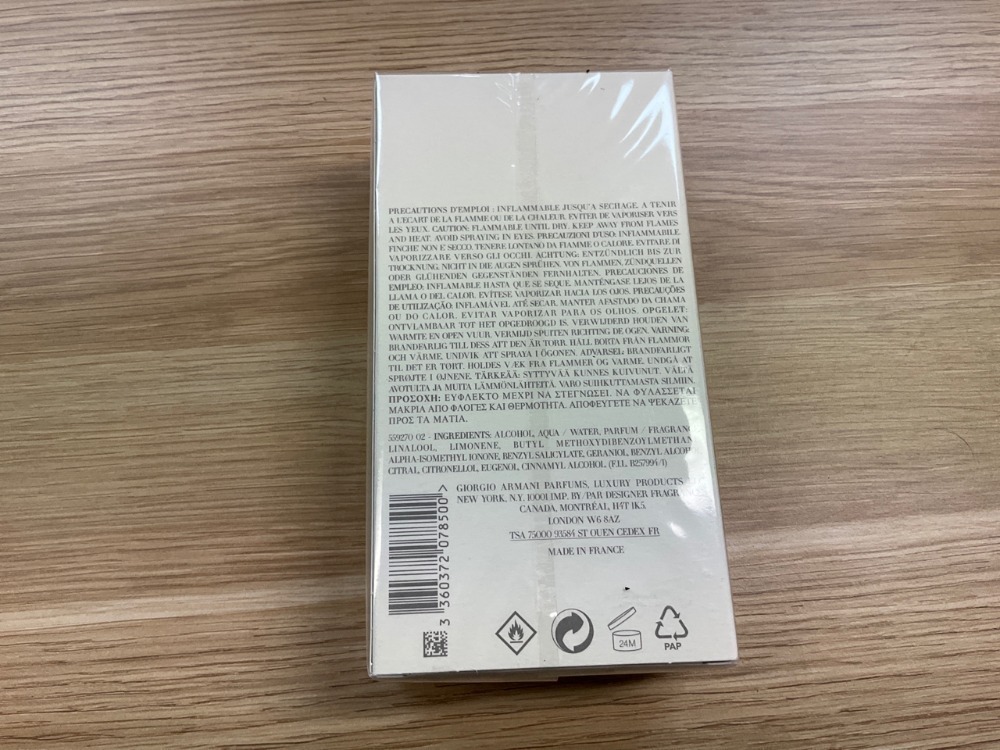 PRECAUTIONS D'EMPLOI : INFLAMMABLE JUSQU'A SECHAGE. A TENIR
A L'ECART DE LA FLAMME OU DE LA CHALEUR. EVITER DE VAPORISER VERS
LES YEUX. CAUTION: FLAMMABLE UNTIL DRY. KEEP AWAY FROM FLAMES
AND HEAT. AVOID SPRAYING IN EYES. PRECAUZIONI D'USO: INFIAMMABILE
FINCHÉ NON È SECCO. TENERE LONTANO DA FIAMME O CALORE. EVITARE DI
VAPORIZZARE VERSO GLI OCCHI. ACHTUNG: ENTZÜNDLICH BIS ZUR
TROCKNUNG. NICHT IN DIE AUGEN SPRÜHEN. VON FLAMMEN, ZÜNDQUELLEN
ODER GLÜHENDEN GEGENSTÄNDEN FERNHALTEN. PRECAUCIONES DE
EMPLEO: INFLAMABLE HASTA QUE SE SEQUE. MANTÉNGASE LEJOS DE LA
LLAMA O DEL CALOR. EVÍTESE VAPORIZAR HACIA LOS OJOS. PRECAUÇÕES
DE UTILIZAÇÃO: INFLAMÁVEL ATÉ SECAR. MANTER AFASTADO DA CHAMA
OU DO CALOR. EVITAR VAPORIZAR PARA OS OLHOS. OPGELET:
ONTVLAMBAAR TOT HET OPGEDROOGD IS. VERWIJDERD HOUDEN VAN
WARMTE EN OPEN VUUR. VERMIJD SPUITEN RICHTING DE OGEN. VARNING:
BRANDFARLIG TILL DESS ATT DEN ÄR TORR. HÅLL BORTA FRÅN FLAMMOR
OCH VÄRME. UNDVIK ATT SPRAYA I ÖGONEN. ADVARSEL: BRANDFARLIGT
TIL DET ER TØRT. HOLDES VÆK FRA FLAMMER OG VARME. UNDGÅ AT
SPRØJTE I ØJNENE. TÄRKEÄÄ: SYTTYVÄÄ KUNNES KUIVUNUT. VÄLTÄ
AVOTULTA JA MUITA LÄMMÖNLÄHTEITÄ. VARO SUIHKUTTAMASTA SILMIIN.
ΠΡΟΣΟΧΗ: ΕΥΦΛΕΚΤΟ ΜΕΧΡΙ ΝΑ ΣΤΕΓΝΩΣΕΙ. ΝΑ ΦΥΛΑΣΣΕΤΑΙ
ΜΑΚΡΙΑ ΑΠΟ ΦΛΟΓΕΣ ΚΑΙ ΘΕΡΜΟΤΗΤΑ. ΑΠΟΦΕΥΓΕΤΕ ΝΑ ΨΕΚΑΖΕΤΕ
ΠΡΟΣ ΤΑ ΜΑΤΙΑ.
559270 02 - INGREDIENTS: ALCOHOL, AQUA / WATER, PARFUM / FRAGRANC
LINALOOL, LIMONENE, BUTYL METHOXYDIBENZOYLMETHAN
ALPHA-ISOMETHYL IONONE, BENZYL SALICYLATE, GERANIOL, BENZYL ALCOH
CITRAL, CITRONELLOL, EUGENOL, CINNAMYL ALCOHOL (F.I.L. B257994/1)
GIORGIO ARMANI PARFUMS, LUXURY PRODUCTS
NEW YORK, N.Y. 10001.IMP. BY/PAR DESIGNER FRAGR
CANADA, MONTRÉAL, H4T 1K5.
LONDON W6 8AZ
TSA 75000 93584 ST OUEN CEDEX FR
MADE IN FRANCE
3 360372 078500 >
24M
PAP